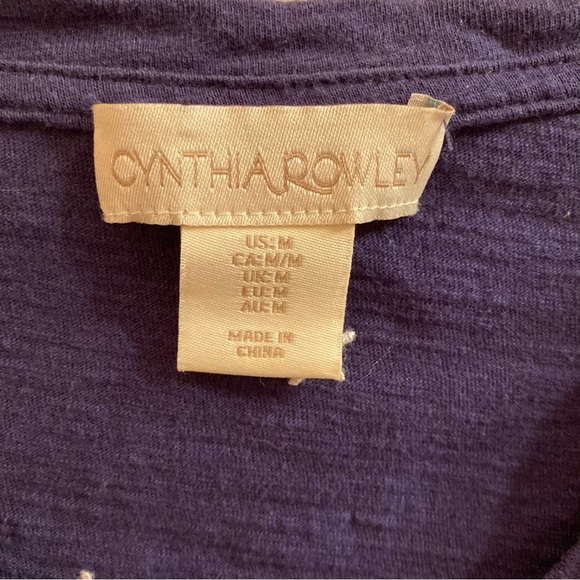 CYNTHIA ROWLEY
US: M
CA: M/M
UK: M
EU: M
AU: M
MADE IN
CHINA